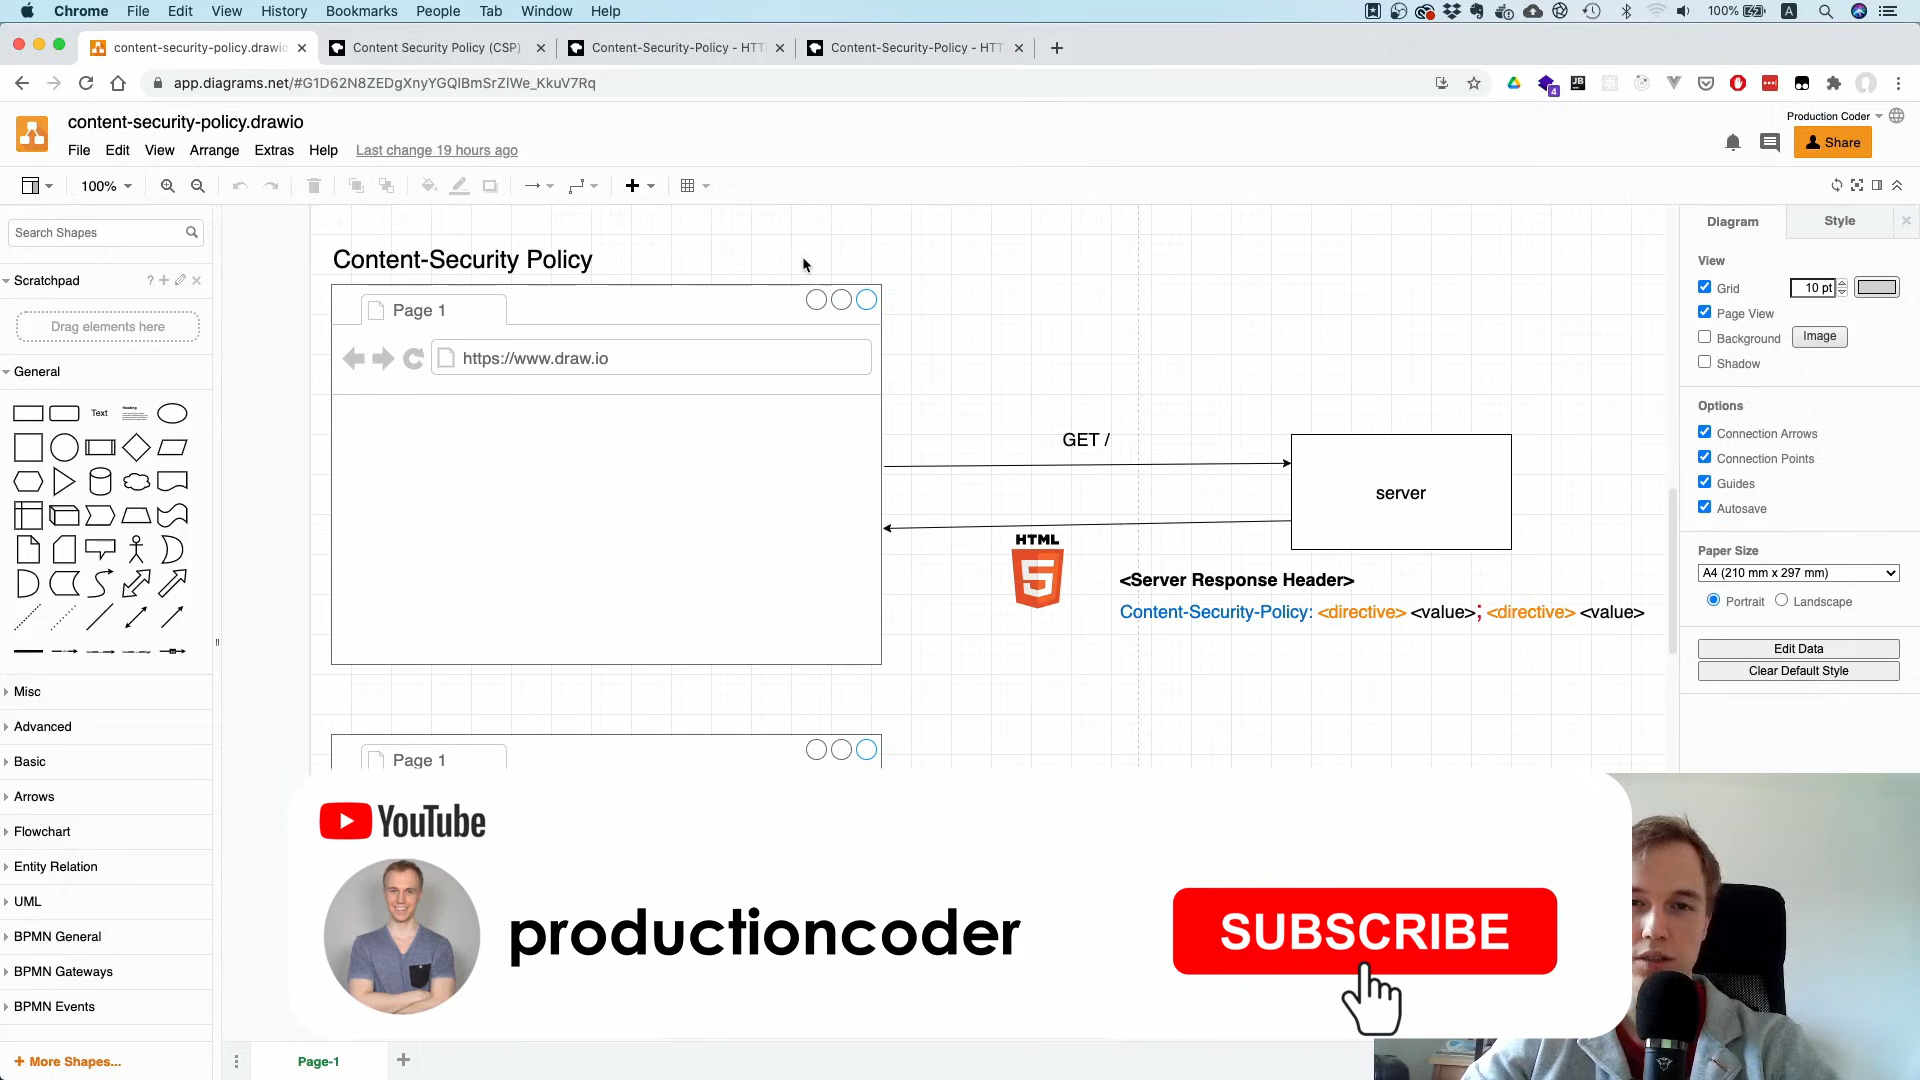 Chrome File Edit View History Bookmarks People Tab Window Help
100%
A
content-security-policy.drawio
Content Security Policy (CSP)
Content-Security-Policy - HTT
Content-Security-Policy - HTT
app.diagrams.net/#G1D62N8ZEDgXnyYGQlBmSrZlWe_KkuV7Rq
4
JB
content-security-policy.drawio
Production Coder
File Edit View Arrange Extras Help Last change 19 hours ago
Share
100%
Search Shapes
Diagram
Style
Content-Security Policy
View
Scratchpad
?
Grid
10 pt
Page 1
Page View
Drag elements here
Background
Image
https://www.draw.io
Shadow
General
Options
Text
Heading
GET /
Connection Arrows
Connection Points
server
Guides
Autosave
HTML
5
Paper Size
<Server Response Header>
A4 (210 mm x 297 mm)
Content-Security-Policy: <directive> <value>; <directive> <value>
Portrait
Landscape
Edit Data
Clear Default Style
Misc
Advanced
Basic
Page 1
Arrows
Flowchart
YouTube
Entity Relation
UML
productioncoder
SUBSCRIBE
BPMN General
BPMN Gateways
BPMN Events
+ More Shapes...
Page-1